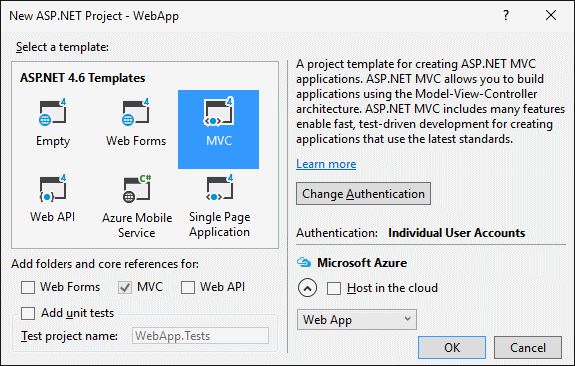 New ASP.NET Project - WebApp
Select a template:
ASP.NET 4.6 Templates
4
Empty
4
Web Forms
4
MVC
4
Web API
C#
Azure Mobile
Service
4
Single Page
Application
Add folders and core references for:
Web Forms
MVC
Web API
Add unit tests
Test project name:
WebApp.Tests
A project template for creating ASP.NET MVC
applications. ASP.NET MVC allows you to build
applications using the Model-View-Controller
architecture. ASP.NET MVC includes many features
enable fast, test-driven development for creating
applications that use the latest standards.
Learn more
Change Authentication
Authentication: Individual User Accounts
Microsoft Azure
Host in the cloud
Web App
OK
Cancel